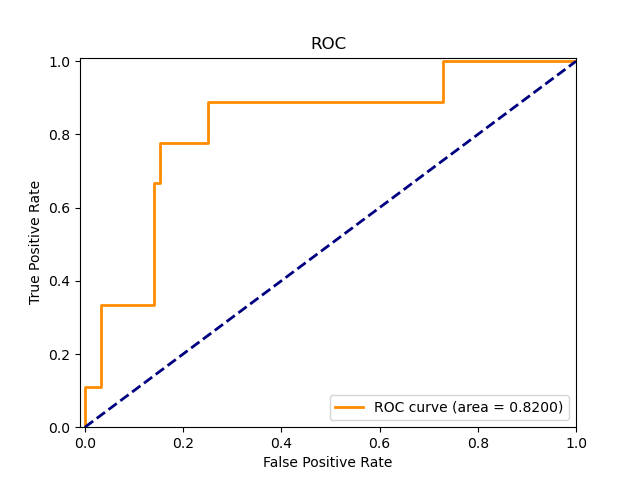 ROC
True Positive Rate
1.0
0.8
0.6
0.4
0.2
0.0
0.0 0.2 0.4 0.6 0.8 1.0
False Positive Rate
ROC curve (area = 0.8200)